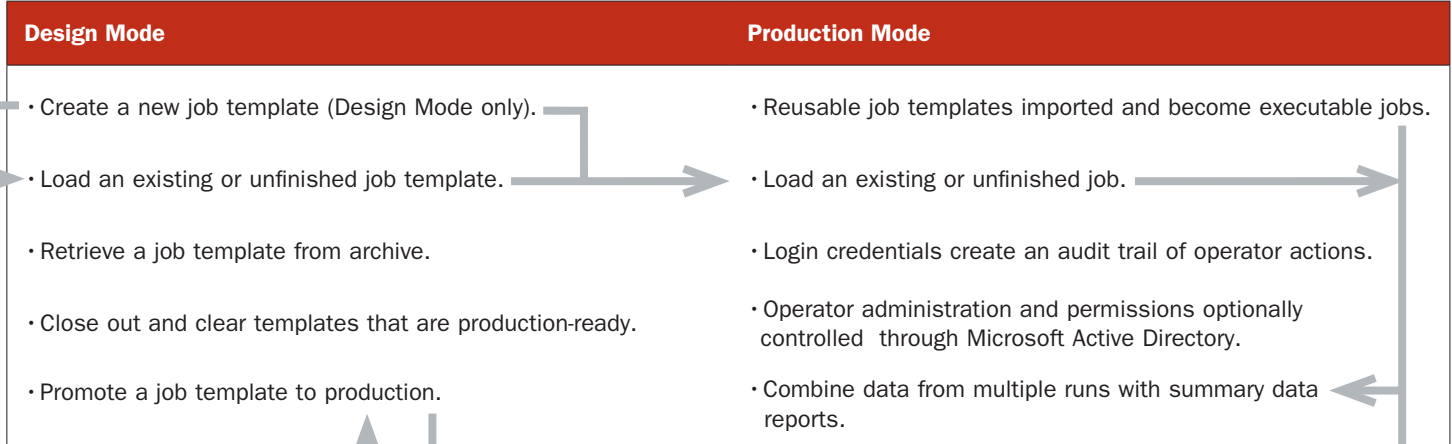 Design Mode
· Create a new job template (Design Mode only).
· Load an existing or unfinished job template.
· Retrieve a job template from archive.
· Close out and clear templates that are production-ready.
· Promote a job template to production.
Production Mode
· Reusable job templates imported and become executable jobs.
· Load an existing or unfinished job.
· Login credentials create an audit trail of operator actions.
· Operator administration and permissions optionally
controlled through Microsoft Active Directory.
· Combine data from multiple runs with summary data
reports.